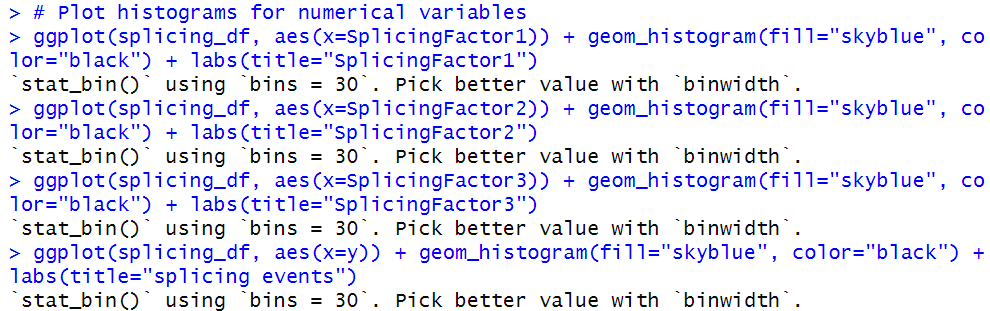 > # Plot histograms for numerical variables
> ggplot(splicing_df, aes(x=SplicingFactor1)) + geom_histogram(fill="skyblue", co
lor="black") + labs(title="SplicingFactor1")
`stat_bin()` using `bins = 30`. Pick better value with `binwidth`.
> ggplot(splicing_df, aes(x=SplicingFactor2)) + geom_histogram(fill="skyblue", co
lor="black") + labs(title="SplicingFactor2")
`stat_bin()` using `bins = 30`. Pick better value with `binwidth`.
> ggplot(splicing_df, aes(x=SplicingFactor3)) + geom_histogram(fill="skyblue", co
lor="black") + labs(title="SplicingFactor3")
`stat_bin()` using `bins = 30`. Pick better value with `binwidth`.
> ggplot(splicing_df, aes(x=y)) + geom_histogram(fill="skyblue", color="black") +
labs(title="splicing events")
`stat_bin()` using `bins = 30`. Pick better value with `binwidth`.